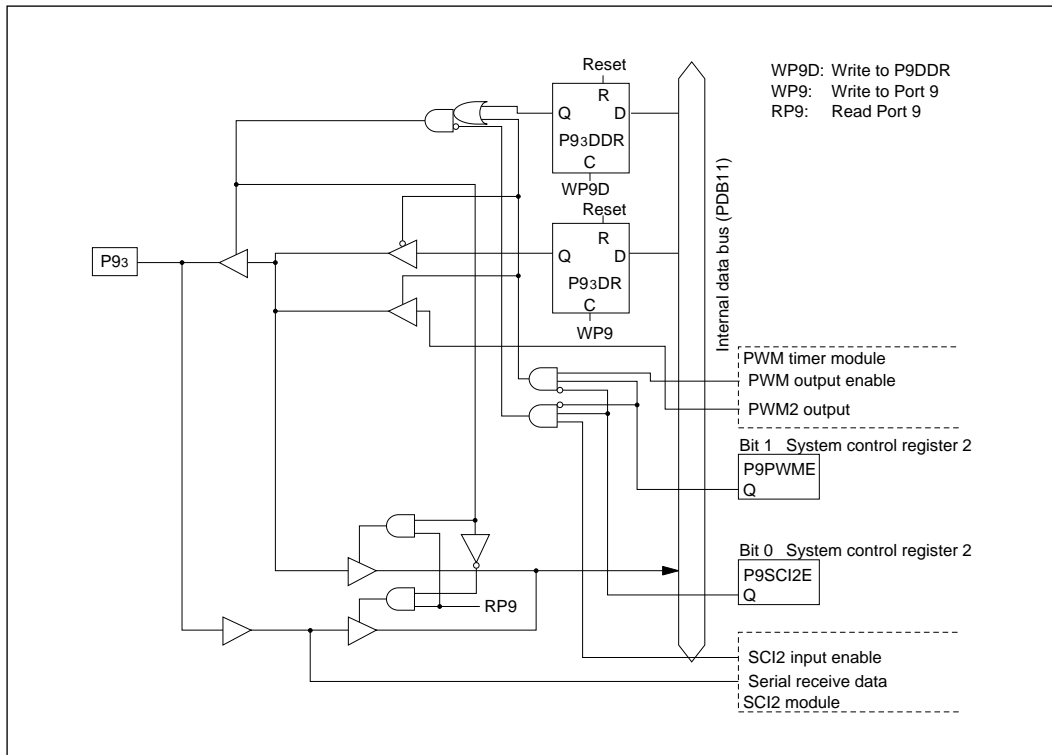 Reset
WP9D: Write to P9DDR
WP9: Write to Port 9
RP9: Read Port 9
R
Q D
P93DDR
C
WP9D
Reset
R
Q D
P93
P93DR
C
WP9
Internal data bus (PDB11)
PWM timer module
PWM output enable
PWM2 output
Bit 1 System control register 2
P9PWME
Q
Bit 0 System control register 2
P9SCI2E
Q
RP9
SCI2 input enable
Serial receive data
SCI2 module